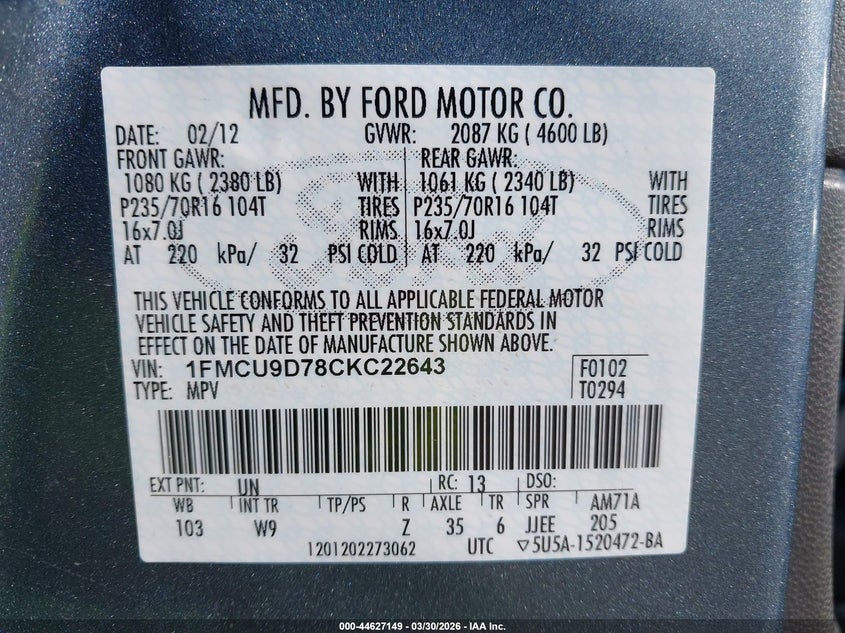 MFD. BY FORD MOTOR CO.
DATE: 02/12 GVWR: 2087 KG ( 4600 LB)
FRONT GAWR: REAR GAWR:
1080 KG ( 2380 LB) WITH 1061 KG ( 2340 LB) WITH
P235/70R16 104T TIRES P235/70R16 104T TIRES
16x7.0J RIMS 16x7.0J RIMS
AT 220 kPa/ 32 PSI COLD AT 220 kPa/ 32 PSI COLD
THIS VEHICLE CONFORMS TO ALL APPLICABLE FEDERAL MOTOR
VEHICLE SAFETY AND THEFT PREVENTION STANDARDS IN
EFFECT ON THE DATE OF MANUFACTURE SHOWN ABOVE.
VIN: 1FMCU9D78CKC22643 F0102
TYPE: MPV T0294
EXT PNT: UN RC: 13 DSO:
WB INT TR TP/PS R AXLE TR SPR AM71A
103 W9 Z 35 6 JJEE 205
1201202273062 UTC ▽5U5A-1520472-BA
000-44627149 — 03/30/2026 — IAA Inc.